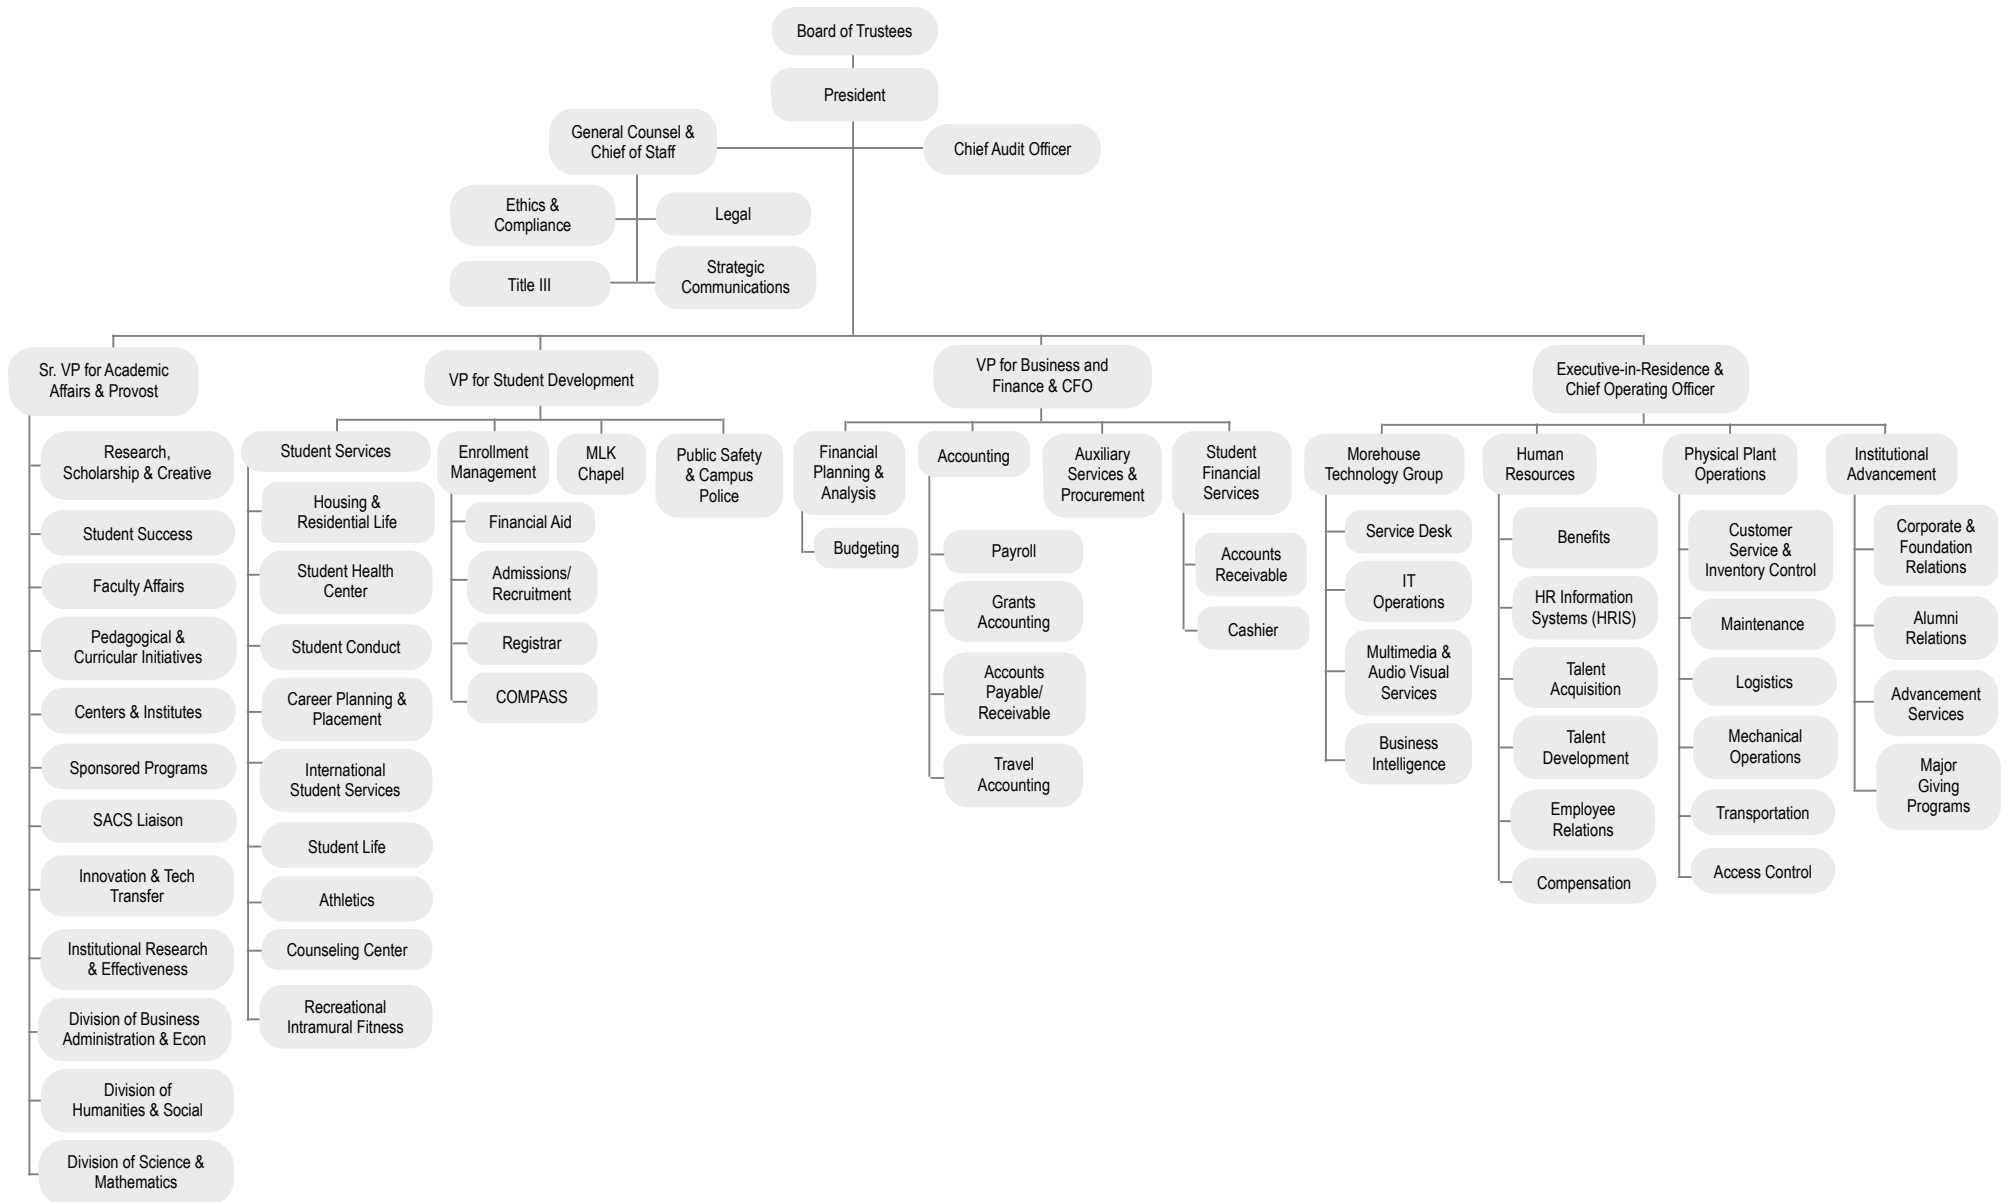 Board of Trustees
President
General Counsel &
Chief of Staff
Chief Audit Officer
Ethics &
Compliance
Legal
Title III
Strategic
Communications
Sr. VP for Academic
Affairs & Provost
Research,
Scholarship & Creative
Student Success
Faculty Affairs
Pedagogical &
Curricular Initiatives
Centers & Institutes
Sponsored Programs
SACS Liaison
Innovation & Tech
Transfer
Institutional Research
& Effectiveness
Division of Business
Administration & Econ
Division of
Humanities & Social
Division of Science &
Mathematics
VP for Student Development
Student Services
Housing &
Residential Life
Student Health
Center
Student Conduct
Career Planning &
Placement
International
Student Services
Student Life
Athletics
Counseling Center
Recreational
Intramural Fitness
Enrollment
Management
Financial Aid
Admissions/
Recruitment
Registrar
COMPASS
MLK
Chapel
Public Safety
& Campus
Police
VP for Business and
Finance & CFO
Financial
Planning &
Analysis
Budgeting
Accounting
Payroll
Grants
Accounting
Accounts
Payable/
Receivable
Travel
Accounting
Auxiliary
Services &
Procurement
Student
Financial
Services
Accounts
Receivable
Cashier
Executive-in-Residence &
Chief Operating Officer
Morehouse
Technology Group
Service Desk
IT
Operations
Multimedia &
Audio Visual
Services
Business
Intelligence
Human
Resources
Benefits
HR Information
Systems (HRIS)
Talent
Acquisition
Talent
Development
Employee
Relations
Compensation
Physical Plant
Operations
Customer
Service &
Inventory Control
Maintenance
Logistics
Mechanical
Operations
Transportation
Access Control
Institutional
Advancement
Corporate &
Foundation
Relations
Alumni
Relations
Advancement
Services
Major
Giving
Programs